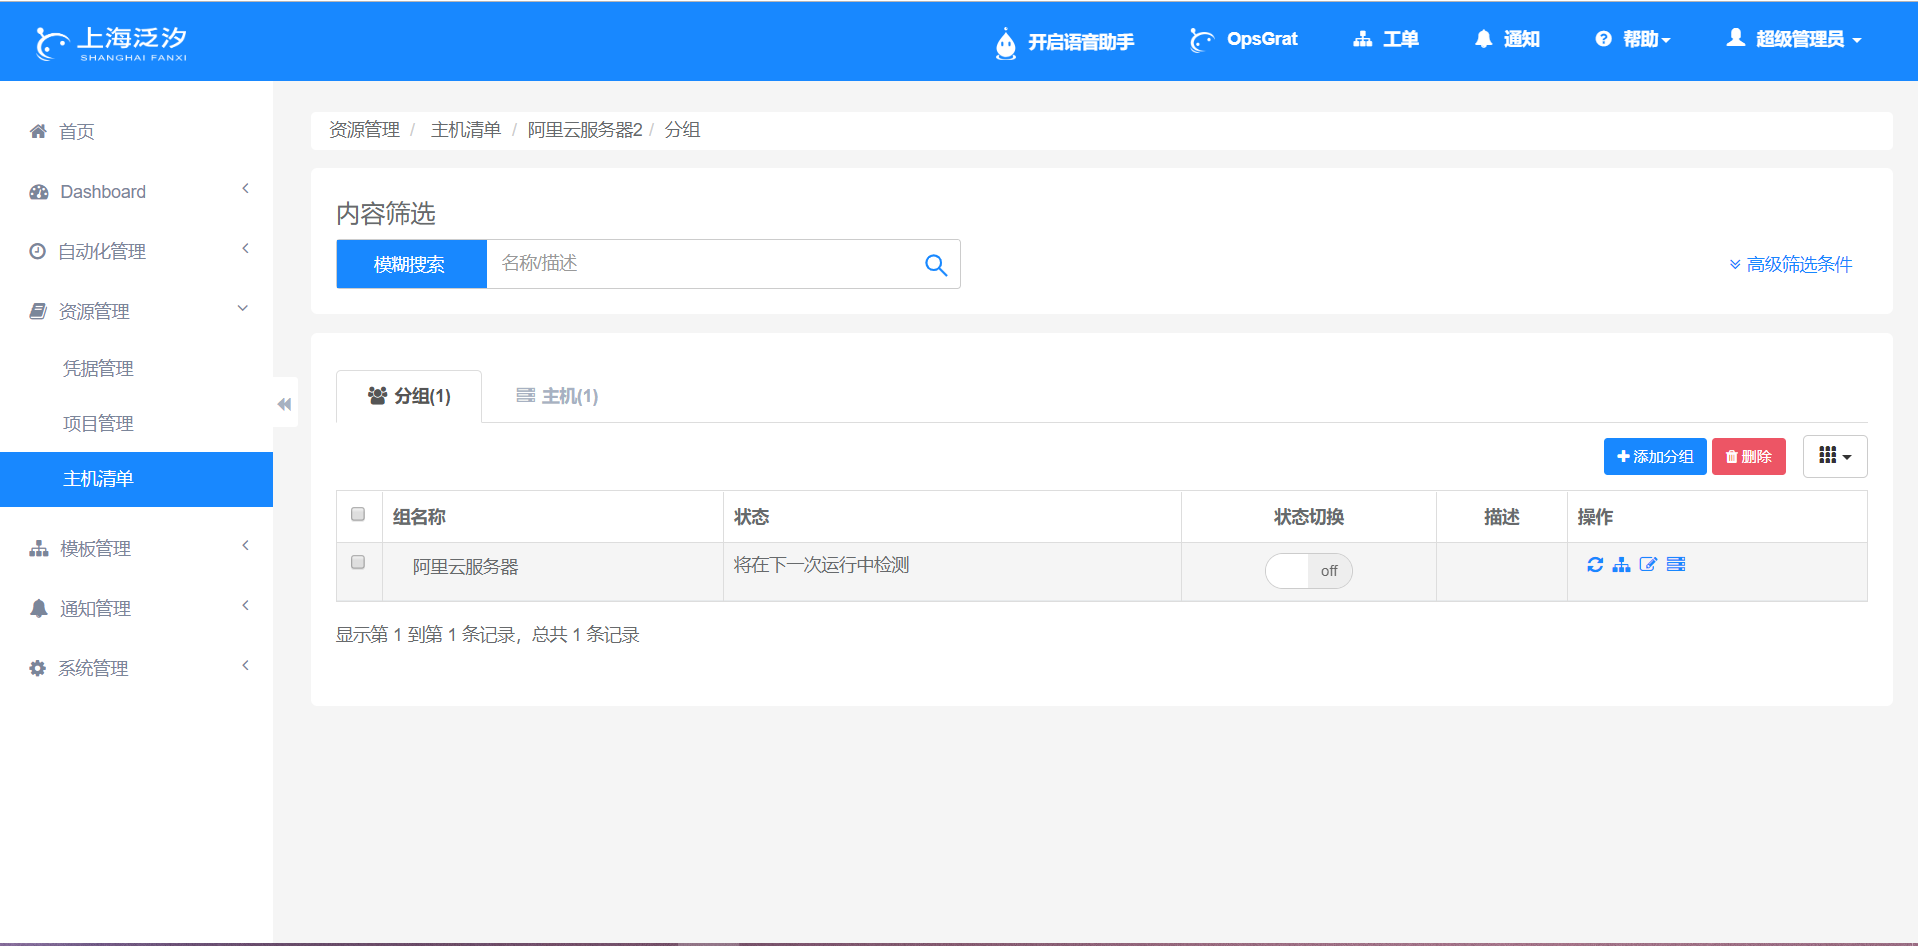 上海泛汐
SHANGHAI FANXI
开启语音助手
OpsGrat
工单
通知
帮助
超级管理员
首页
Dashboard
自动化管理
资源管理
凭据管理
项目管理
主机清单
模板管理
通知管理
系统管理
资源管理 / 主机清单 / 阿里云服务器2 / 分组
内容筛选
模糊搜索 名称/描述
高级筛选条件
分组(1) 主机(1)
添加分组 删除
组名称 状态 状态切换 描述 操作
阿里云服务器 将在下一次运行中检测 off
显示第 1 到第 1 条记录，总共 1 条记录